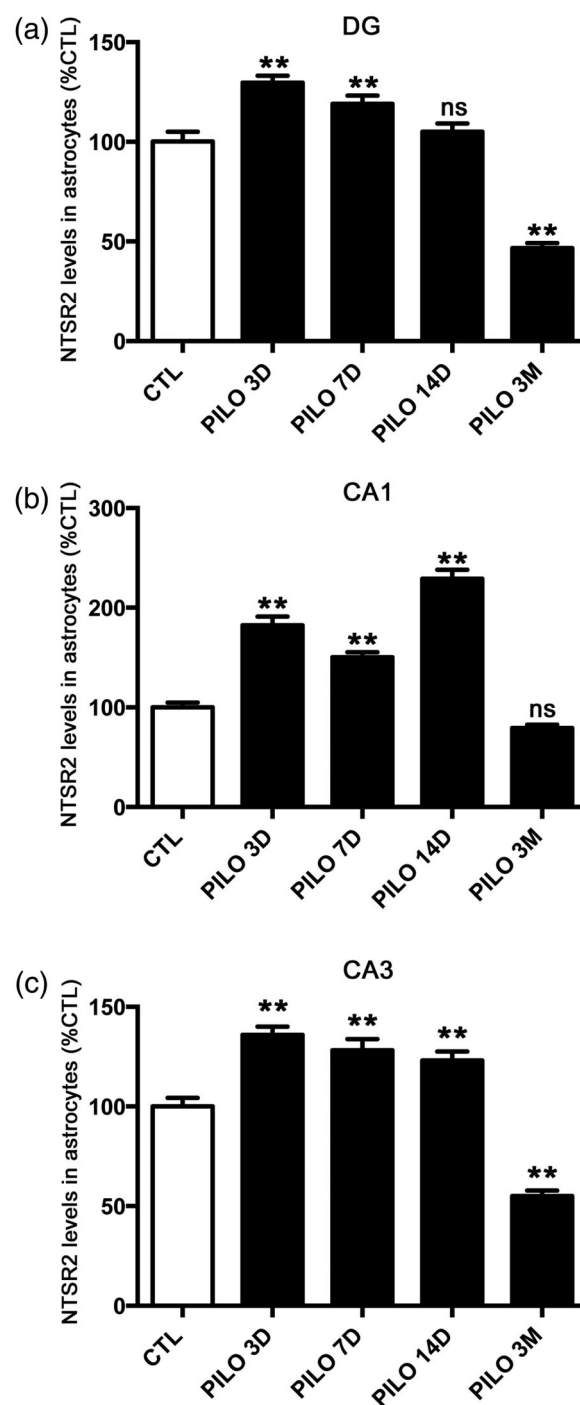 (a)
DG
NTSR2 levels in astrocytes (%CTL)
150
100
50
0
**
**
ns
**
CTL
PILO 3D
PILO 7D
PILO 14D
PILO 3M
(b)
CA1
NTSR2 levels in astrocytes (%CTL)
300
200
100
0
**
**
**
ns
CTL
PILO 3D
PILO 7D
PILO 14D
PILO 3M
(c)
CA3
NTSR2 levels in astrocytes (%CTL)
150
100
50
0
**
**
**
**
CTL
PILO 3D
PILO 7D
PILO 14D
PILO 3M